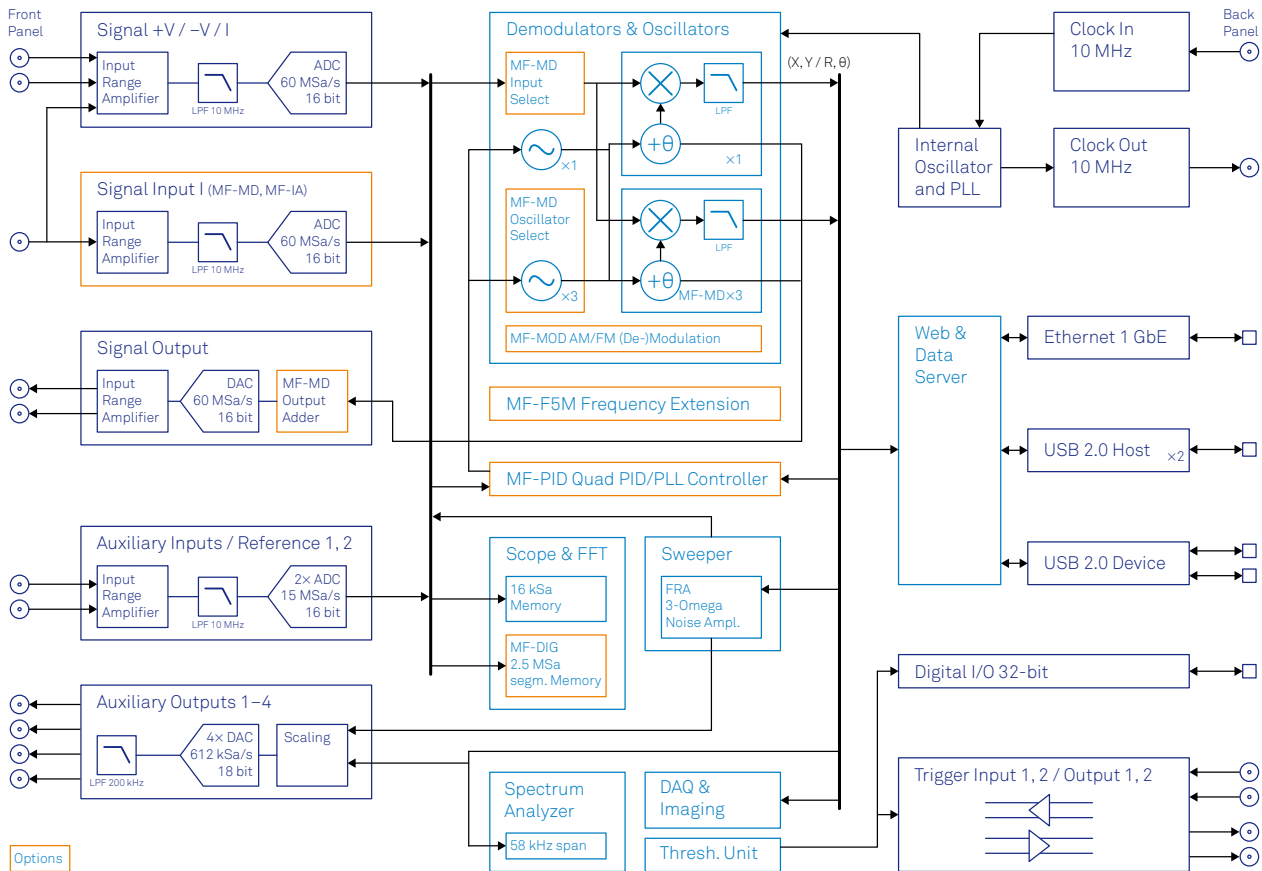 Front
Panel
Signal +V / –V / I
Input
Range
Amplifier
LPF 10 MHz
ADC
60 MSa/s
16 bit
Signal Input I (MF-MD, MF-IA)
Input
Range
Amplifier
LPF 10 MHz
ADC
60 MSa/s
16 bit
Signal Output
Input
Range
Amplifier
DAC
60 MSa/s
16 bit
MF-MD
Output
Adder
Auxiliary Inputs / Reference 1, 2
Input
Range
Amplifier
LPF 10 MHz
2× ADC
15 MSa/s
16 bit
Auxiliary Outputs 1–4
LPF 200 kHz
4× DAC
612 kSa/s
18 bit
Scaling
Options
Demodulators & Oscillators
MF-MD
Input
Select
LPF
+θ
×1
×1
MF-MD
Oscillator
Select
LPF
+θ
×3
MF-MD×3
MF-MOD AM/FM (De-)Modulation
(X, Y / R, θ)
MF-F5M Frequency Extension
MF-PID Quad PID/PLL Controller
Scope & FFT
16 kSa
Memory
MF-DIG
2.5 MSa
segm. Memory
Sweeper
FRA
3-Omega
Noise Ampl.
Spectrum
Analyzer
58 kHz span
DAQ &
Imaging
Thresh. Unit
Back
Panel
Clock In
10 MHz
Internal
Oscillator
and PLL
Clock Out
10 MHz
Web &
Data
Server
Ethernet 1 GbE
USB 2.0 Host ×2
USB 2.0 Device
Digital I/O 32-bit
Trigger Input 1, 2 / Output 1, 2